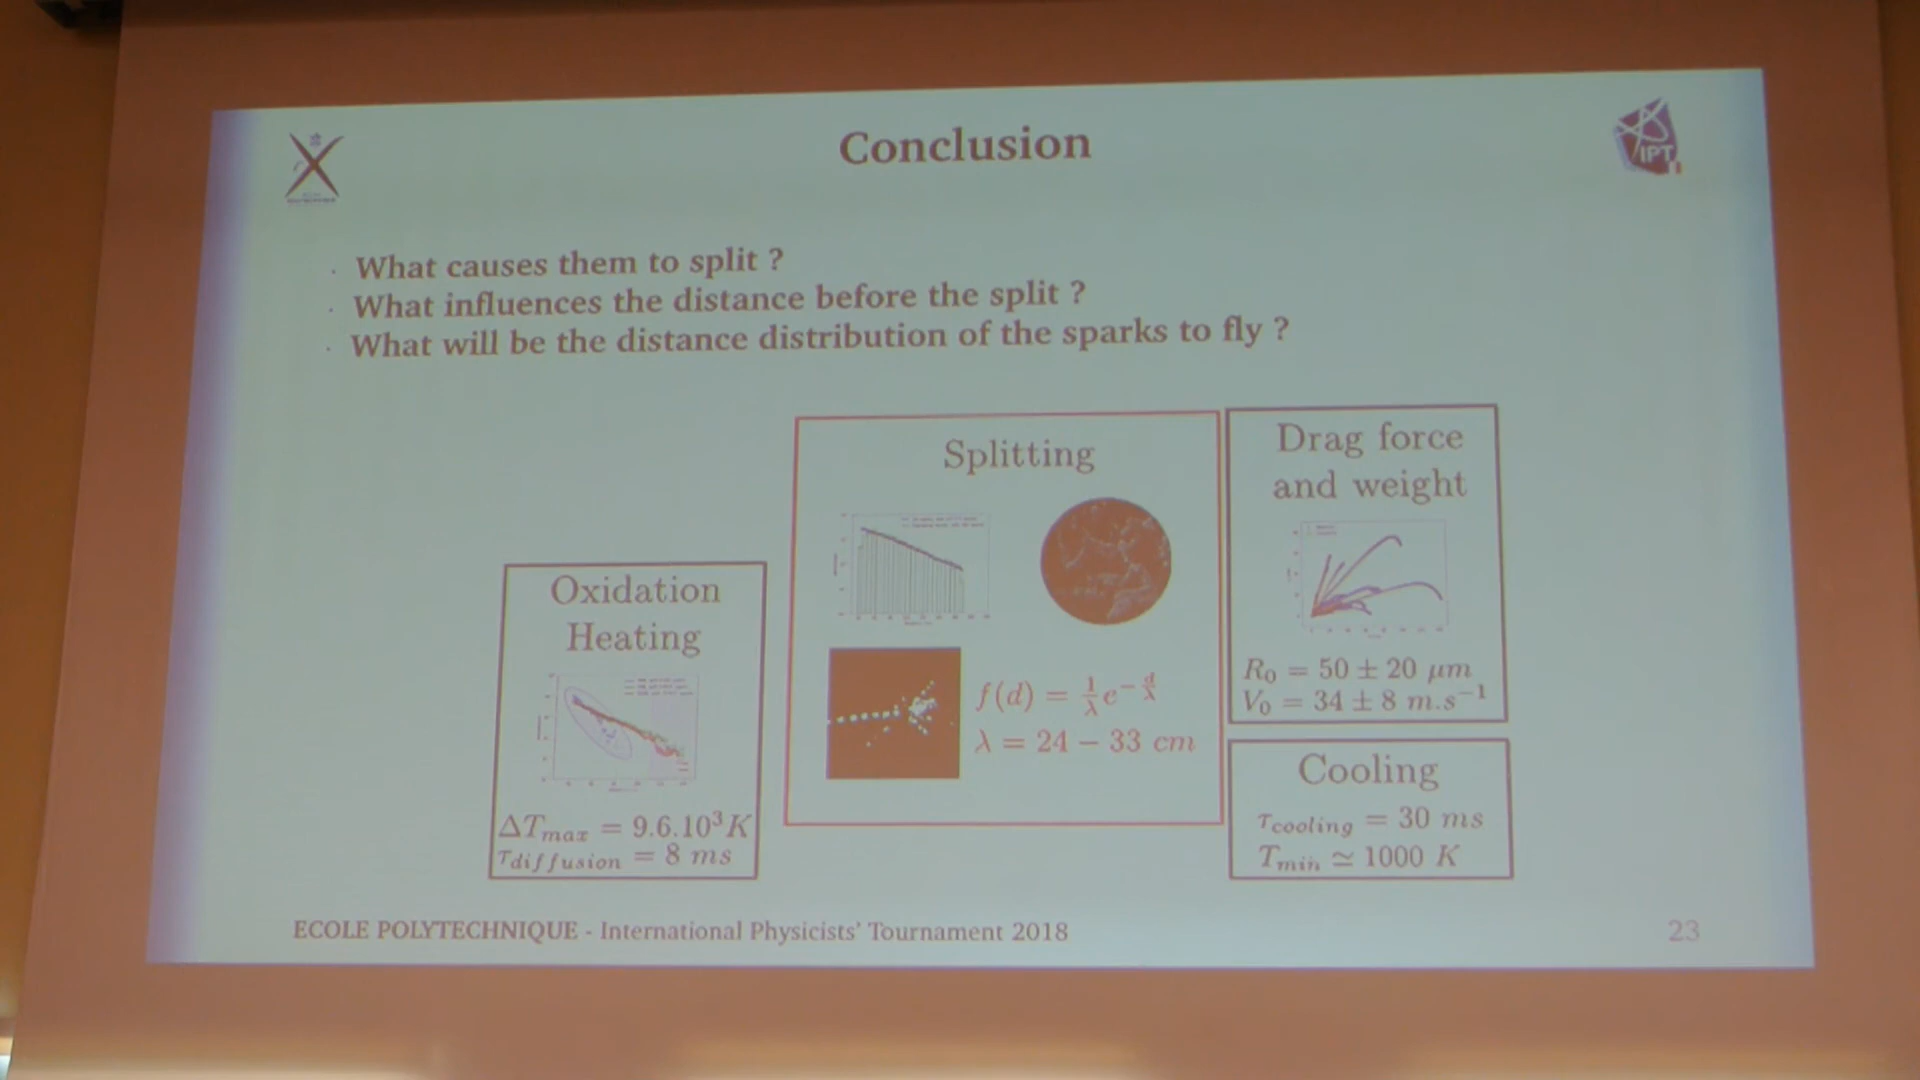 Conclusion
IPT
· What causes them to split ?
· What influences the distance before the split ?
· What will be the distance distribution of the sparks to fly ?
Oxidation
Heating
ΔT_max = 9.6.10³K
τ_diffusion = 8 ms
Splitting
f(d) = 1/λ e^(-d/λ)
λ = 24 − 33 cm
Drag force
and weight
R₀ = 50 ± 20 μm
V₀ = 34 ± 8 m.s⁻¹
Cooling
τ_cooling = 30 ms
T_min ≃ 1000 K
ECOLE POLYTECHNIQUE - International Physicists' Tournament 2018
23